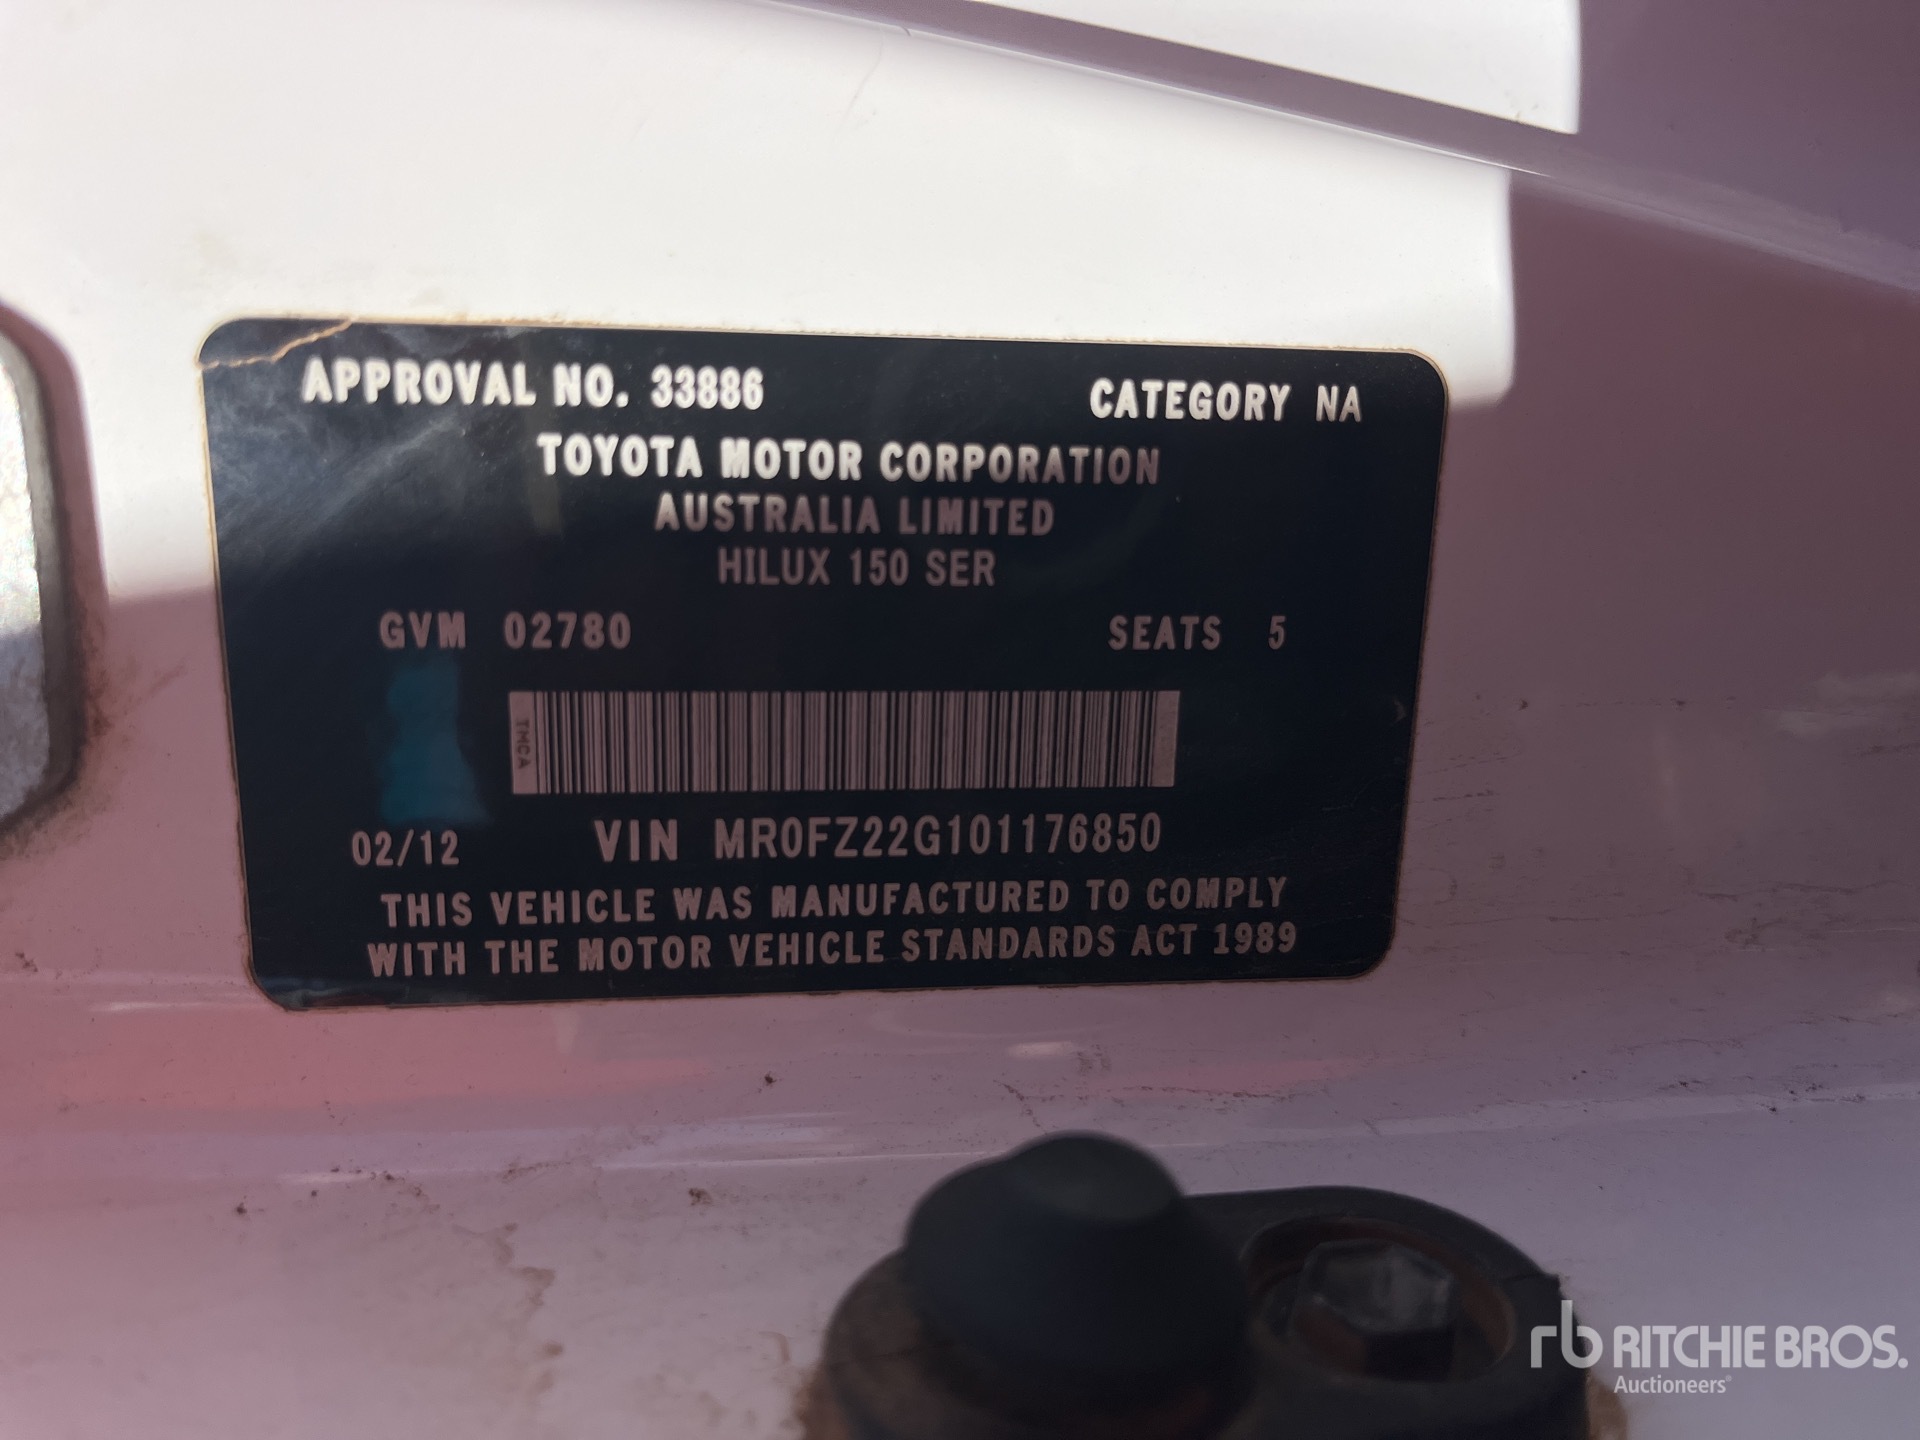 APPROVAL NO. 33886 CATEGORY NA
TOYOTA MOTOR CORPORATION
AUSTRALIA LIMITED
HILUX 150 SER
GVM 02780 SEATS 5
TMCA
02/12 VIN MR0FZ22G101176850
THIS VEHICLE WAS MANUFACTURED TO COMPLY
WITH THE MOTOR VEHICLE STANDARDS ACT 1989
rb RITCHIE BROS.
Auctioneers®